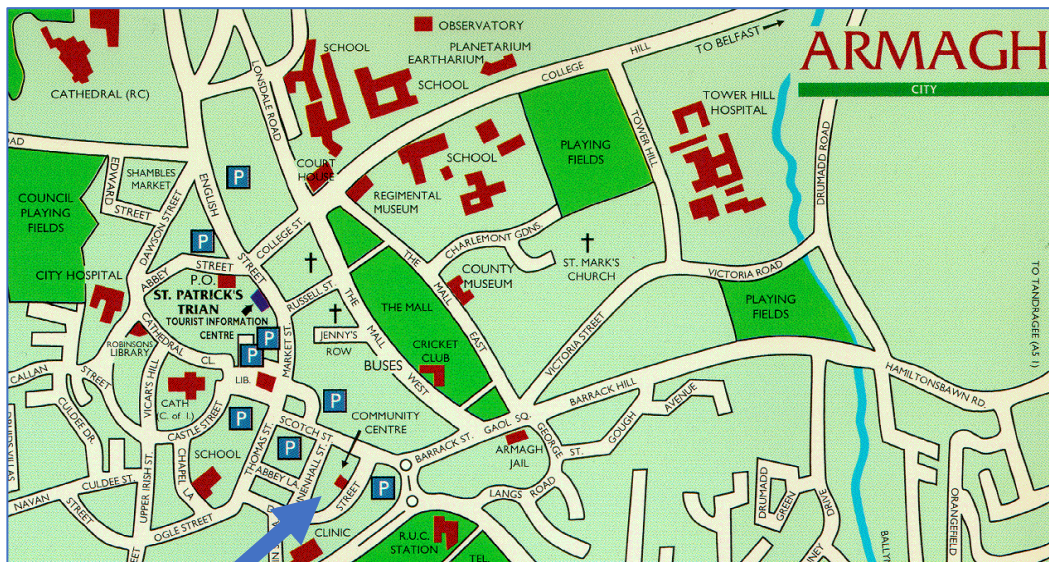 OBSERVATORY
SCHOOL
PLANETARIUM
EARTHARIUM
SCHOOL
CATHEDRAL (RC)
LONSDALE ROAD
COLLEGE HILL
TO BELFAST
ARMAGH
CITY
TOWER HILL
HOSPITAL
TOWER HILL
DRUMADD ROAD
PLAYING
FIELDS
SCHOOL
COURT
HOUSE
REGIMENTAL
MUSEUM
P
SHAMBLES
MARKET
EDWARD
STREET
COUNCIL
PLAYING
FIELDS
DAWSON STREET
ENGLISH
STREET
COLLEGE ST.
P
CHARLEMONT GDNS.
ST. MARK'S
CHURCH
CITY HOSPITAL
ABBEY
STREET
P.O.
ST. PATRICK'S
TRIAN
TOURIST INFORMATION
CENTRE
RUSSELL ST.
THE
MALL
EAST
COUNTY
MUSEUM
THE MALL
VICTORIA ROAD
PLAYING
FIELDS
TO TANDRAGEE (A51)
ROBINSONS
LIBRARY
CATHEDRAL
CL.
P
P
MARKET ST.
JENNY'S
ROW
THE
MALL
WEST
BUSES
CRICKET
CLUB
VICTORIA STREET
CALLAN
STREET
CULDEE DR.
VICAR'S HILL
LIB.
CATH
(C. of I.)
CASTLE STREET
P
P
COMMUNITY
CENTRE
BARRACK HILL
HAMILTONSBAWN RD.
GOUGH
AVENUE
SCOTCH ST.
THOMAS ST.
P
ABBEY LA.
BARRACK ST.
GAOL SQ.
ARMAGH
JAIL
GEORGE
ST.
SCHOOL
CHAPEL LA
UPPER IRISH ST.
CULDEE ST.
NAVAN
STREET
OGLE STREET
STREET
P
LANGS ROAD
DRUMADD
GREEN
DRIVE
ORANGEFIELD
CLINIC
R.U.C.
STATION
TEL.